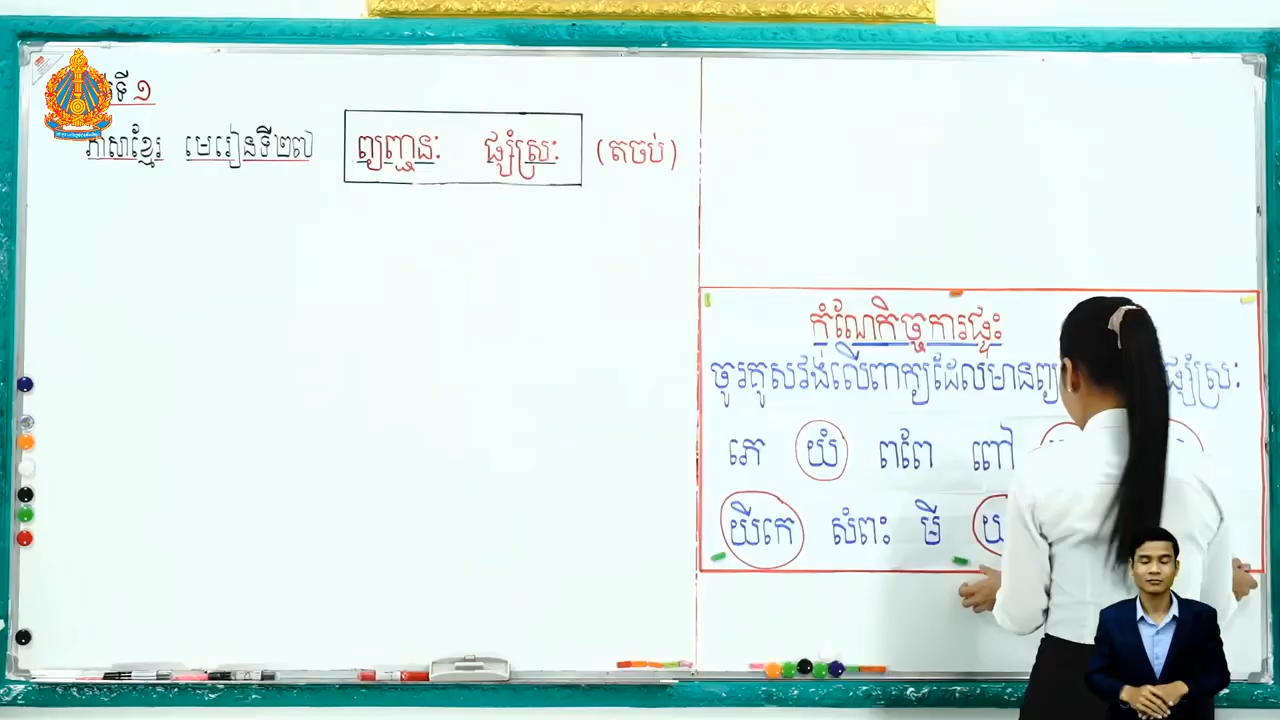 ទី ១
ភាសាខ្មែរ មេរៀនទី២៧ ព្យញ្ជនៈ ផ្សំស្រៈ (តចប់)
កំណែកិច្ចការផ្ទះ
ចូរគូសវង់លើពាក្យដែលមានព្យ ផ្សំស្រៈ
ភេ យំ ពពែ ពៅ
យីកេ សំពះ មី